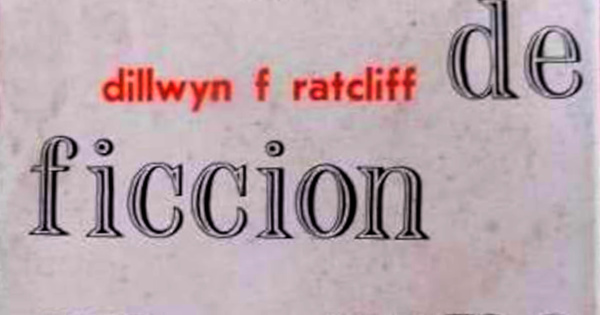 de
dillwyn f ratcliff
ficcion